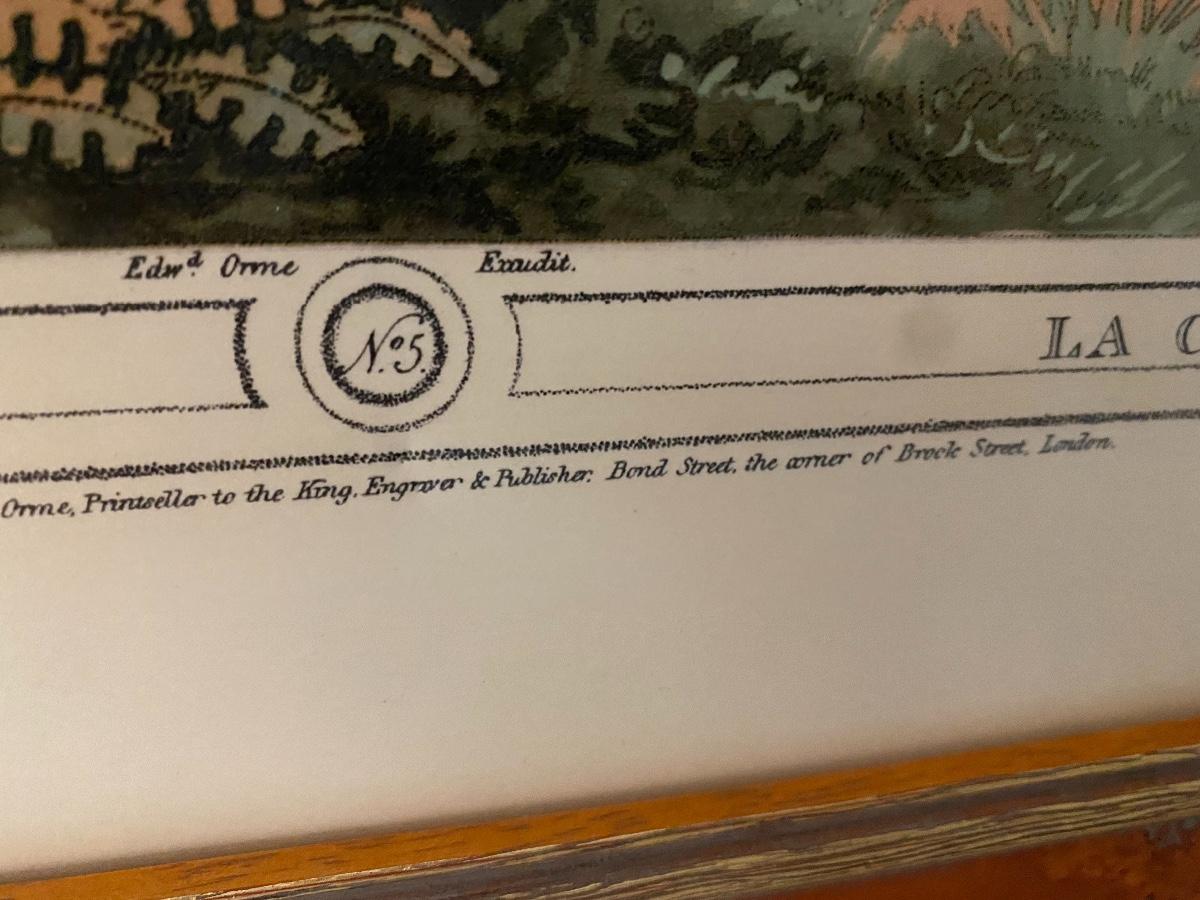 Edwᵈ. Orme Exudit.
Nº.5.
LA C
Orme, Printseller to the King, Engraver & Publisher. Bond Street, the corner of Brook Street, London.